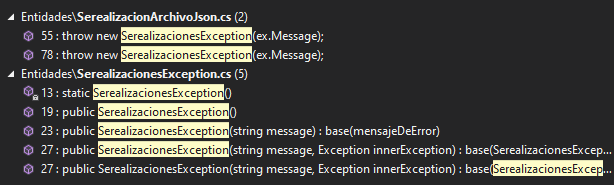 Entidades\SerealizacionArchivoJson.cs (2)
55 : throw new SerealizacionesException(ex.Message);
78 : throw new SerealizacionesException(ex.Message);
Entidades\SerealizacionesException.cs (5)
13 : static SerealizacionesException()
19 : public SerealizacionesException()
23 : public SerealizacionesException(string message) : base(mensajeDeError)
27 : public SerealizacionesException(string message, Exception innerException) : base(SerealizacionesExcep...
27 : public SerealizacionesException(string message, Exception innerException) : base(SerealizacionesExcep...